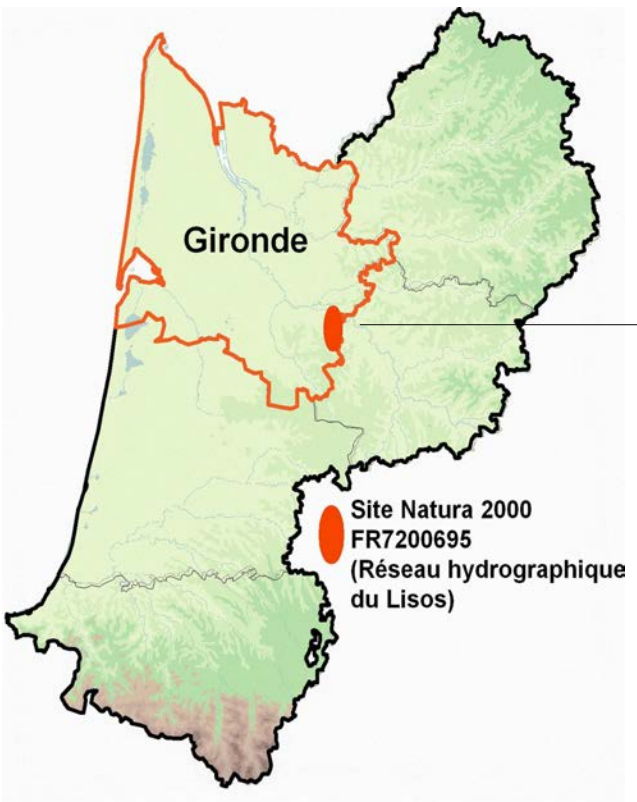 Gironde
Site Natura 2000
FR7200695
(Réseau hydrographique
du Lisos)